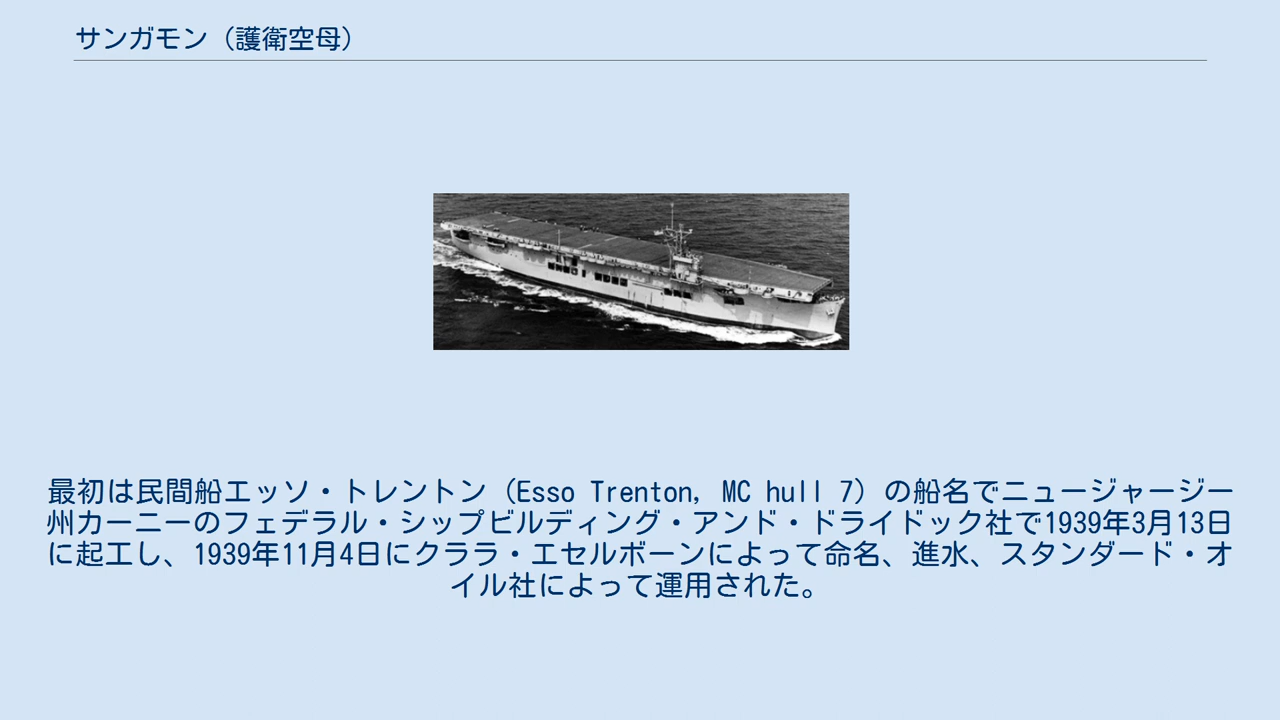 サンガモン（護衛空母）
最初は民間船エッソ・トレントン（Esso Trenton, MC hull 7）の船名でニュージャージー
州カーニーのフェデラル・シップビルディング・アンド・ドライドック社で1939年3月13日
に起工し、1939年11月4日にクララ・エセルボーンによって命名、進水、スタンダード・オ
イル社によって運用された。